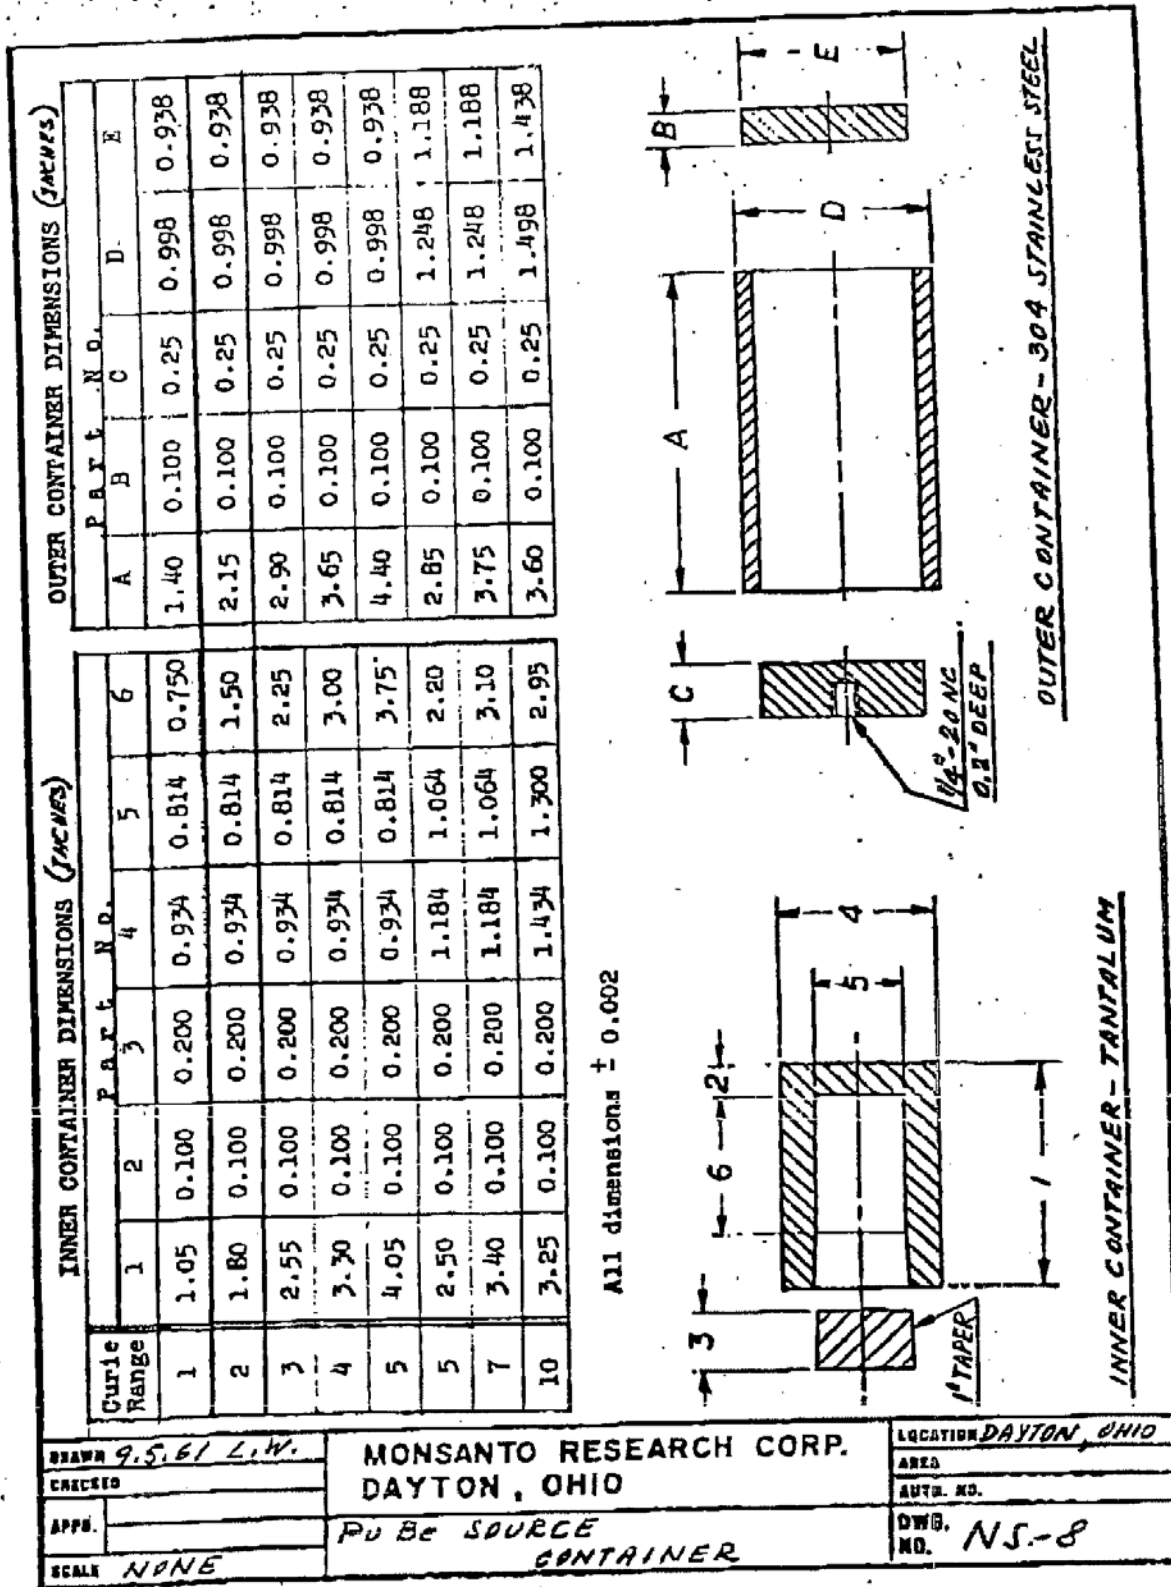 INNER CONTAINER DIMENSIONS (INCHES)
Part No.
Curie Range 1 2 3 4 5 6
1 1.05 0.100 0.200 0.934 0.814 0.750
2 1.80 0.100 0.200 0.934 0.814 1.50
3 2.55 0.100 0.200 0.934 0.814 2.25
4 3.30 0.100 0.200 0.934 0.814 3.00
5 4.05 0.100 0.200 0.934 0.814 3.75
5 2.50 0.100 0.200 1.184 1.064 2.20
7 3.40 0.100 0.200 1.184 1.064 3.10
10 3.25 0.100 0.200 1.434 1.300 2.95
OUTER CONTAINER DIMENSIONS (INCHES)
Part No.
A B C D E
1.40 0.100 0.25 0.998 0.938
2.15 0.100 0.25 0.998 0.938
2.90 0.100 0.25 0.998 0.938
3.65 0.100 0.25 0.998 0.938
4.40 0.100 0.25 0.998 0.938
2.85 0.100 0.25 1.248 1.188
3.75 0.100 0.25 1.248 1.188
3.60 0.100 0.25 1.498 1.438
All dimensions ± 0.002
3
6
2
5
4
1
1° TAPER
INNER CONTAINER - TANTALUM
C
A
B
D
E
1/4"-20 NC
0.2" DEEP
OUTER CONTAINER - 304 STAINLESS STEEL
DRAWN 9.5.61 L.W.
CHECKED
APPD.
SCALE NONE
MONSANTO RESEARCH CORP.
DAYTON, OHIO
Pu Be SOURCE
CONTAINER
LOCATION DAYTON, OHIO
AREA
AUTH. NO.
DWG. NO. NS-8